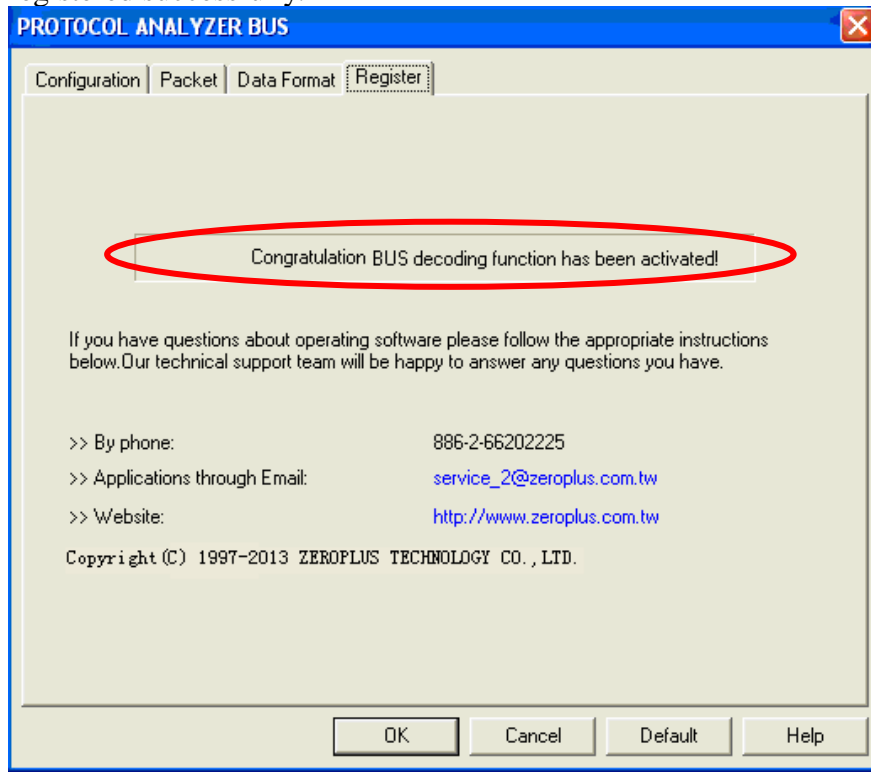 registered successfully.
PROTOCOL ANALYZER BUS
Configuration Packet Data Format Register
Congratulation BUS decoding function has been activated!
If you have questions about operating software please follow the appropriate instructions
below.Our technical support team will be happy to answer any questions you have.
>> By phone: 886-2-66202225
>> Applications through Email: service_2@zeroplus.com.tw
>> Website: http://www.zeroplus.com.tw
Copyright(C) 1997-2013 ZEROPLUS TECHNOLOGY CO.,LTD.
OK Cancel Default Help